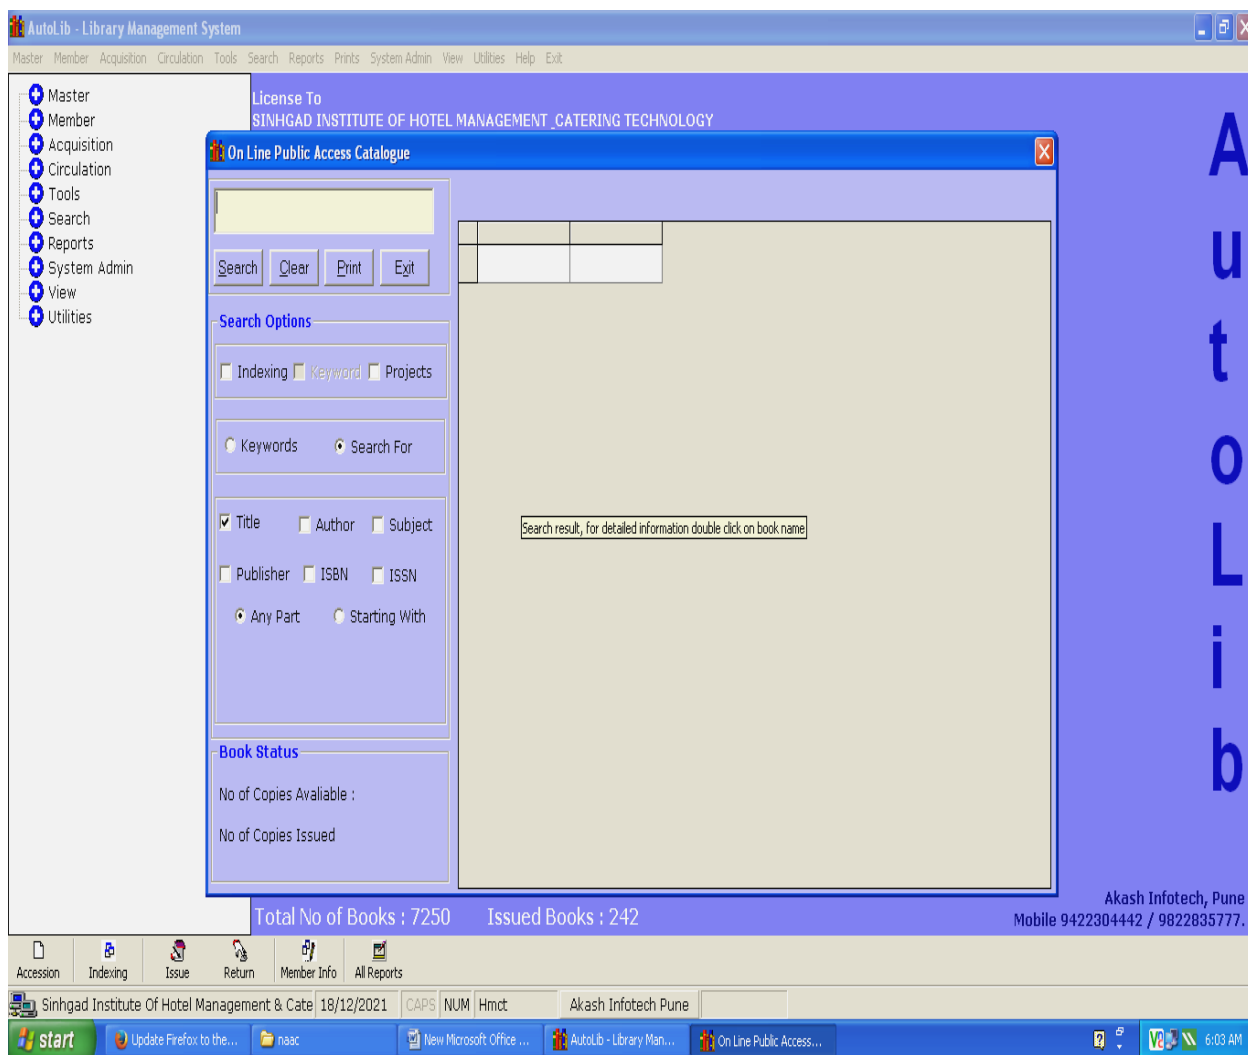 AutoLib - Library Management System
Master Member Acquisition Circulation Tools Search Reports Prints System Admin View Utilities Help Exit
Master
Member
Acquisition
Circulation
Tools
Search
Reports
System Admin
View
Utilities
License To
SINHGAD INSTITUTE OF HOTEL MANAGEMENT_CATERING TECHNOLOGY
On Line Public Access Catalogue
Search Clear Print Exit
Search Options
Indexing Keyword Projects
Keywords Search For
Title Author Subject
Publisher ISBN ISSN
Any Part Starting With
Search result, for detailed information double click on book name
Book Status
No of Copies Avaliable :
No of Copies Issued
A
u
t
o
L
i
b
Total No of Books : 7250 Issued Books : 242
Akash Infotech, Pune
Mobile 9422304442 / 9822835777.
Accession Indexing Issue Return Member Info All Reports
Sinhgad Institute Of Hotel Management & Cate 18/12/2021 CAPS NUM Hmct Akash Infotech Pune
start Update Firefox to the... naac New Microsoft Office ... AutoLib - Library Man... On Line Public Access... 6:03 AM